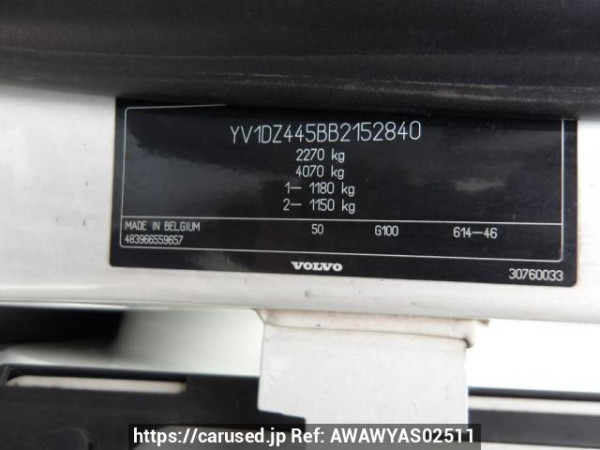 YV1DZ445BB2152840
2270 kg
4070 kg
1- 1180 kg
2- 1150 kg
MADE IN BELGIUM 50 G100 614-46
483966559657
VOLVO
30760033
https://carused.jp Ref: AWAWYAS02511